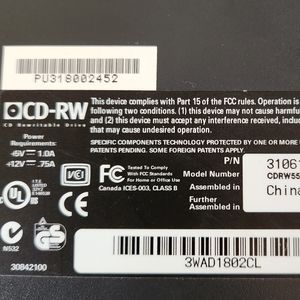 PU318002452
CD-RW
CD Rewritable Drive
Power
Requirements
+5V ⎓ 1.0A
+12V ⎓ .75A
This device complies with Part 15 of the FCC rules. Operation is
following two conditions. (1) this device may not cause harmful
and (2) this device must accept any interference received, includ
may cause undesired operation.
SPECIFIC COMPONENTS TECHNOLOGY PROTECTED BY ONE OR MORE
PATENTS PENDING. SOME FOREIGN PATENTS APPLY.
VCI
FC
Tested To Comply
With FCC Standards
For Home or Office Use
Canada ICES-003, CLASS B
P/N
Model Number
Assembled in
Further
Assembled in
31061
CDRW55
China
N532
30842100
3WAD1802CL